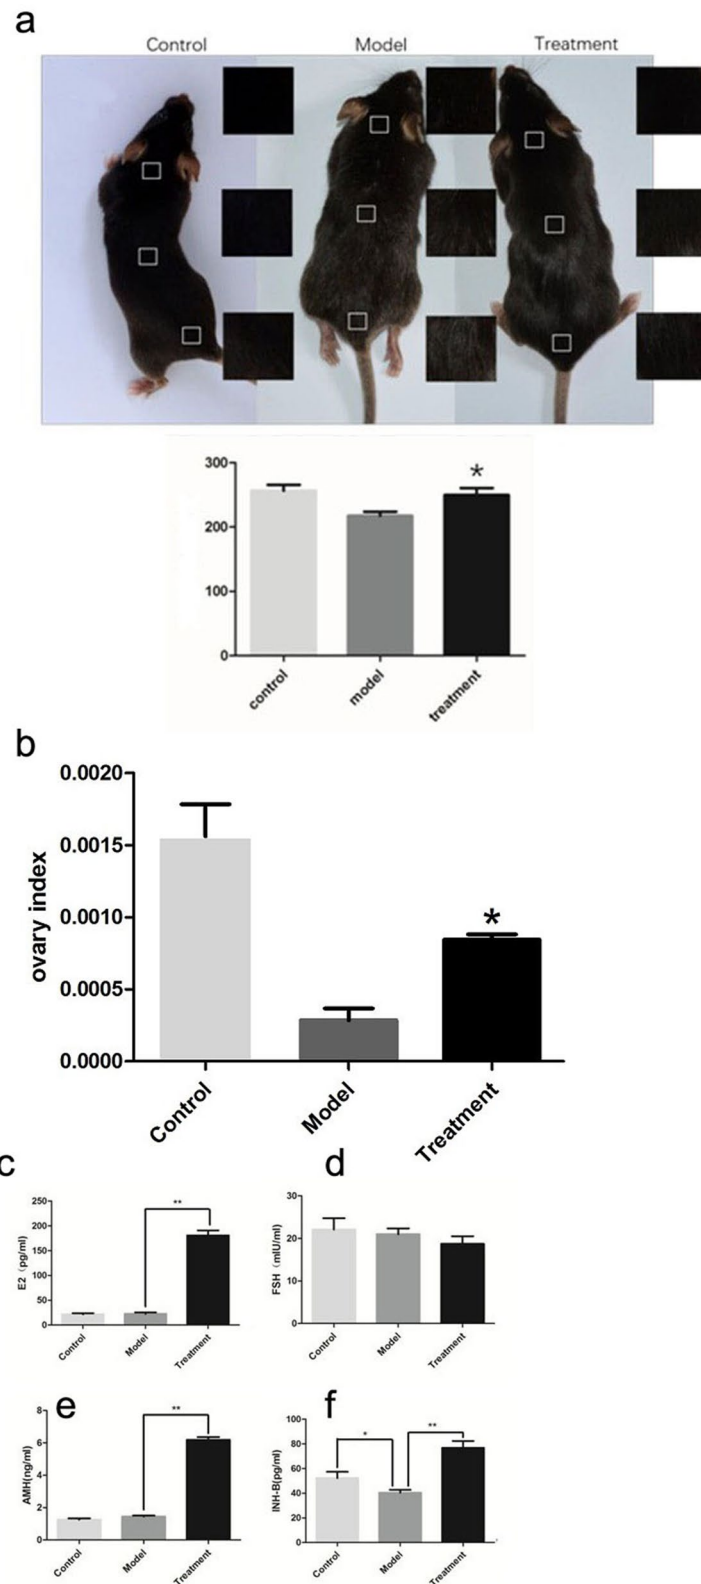 a
Control Model Treatment
*
300
200
100
0
control model treatment
b
0.0020
0.0015
0.0010
0.0005
0.0000
ovary index
*
Control Model Treatment
c
250
200
150
100
50
0
E2 (pg/ml)
**
Control Model Treatment
d
30
20
10
0
FSH (mIU/ml)
Control Model Treatment
e
8
6
4
2
0
AMH(ng/ml)
**
Control Model Treatment
f
100
80
60
40
20
0
INH-B(pg/ml)
* **
Control Model Treatment